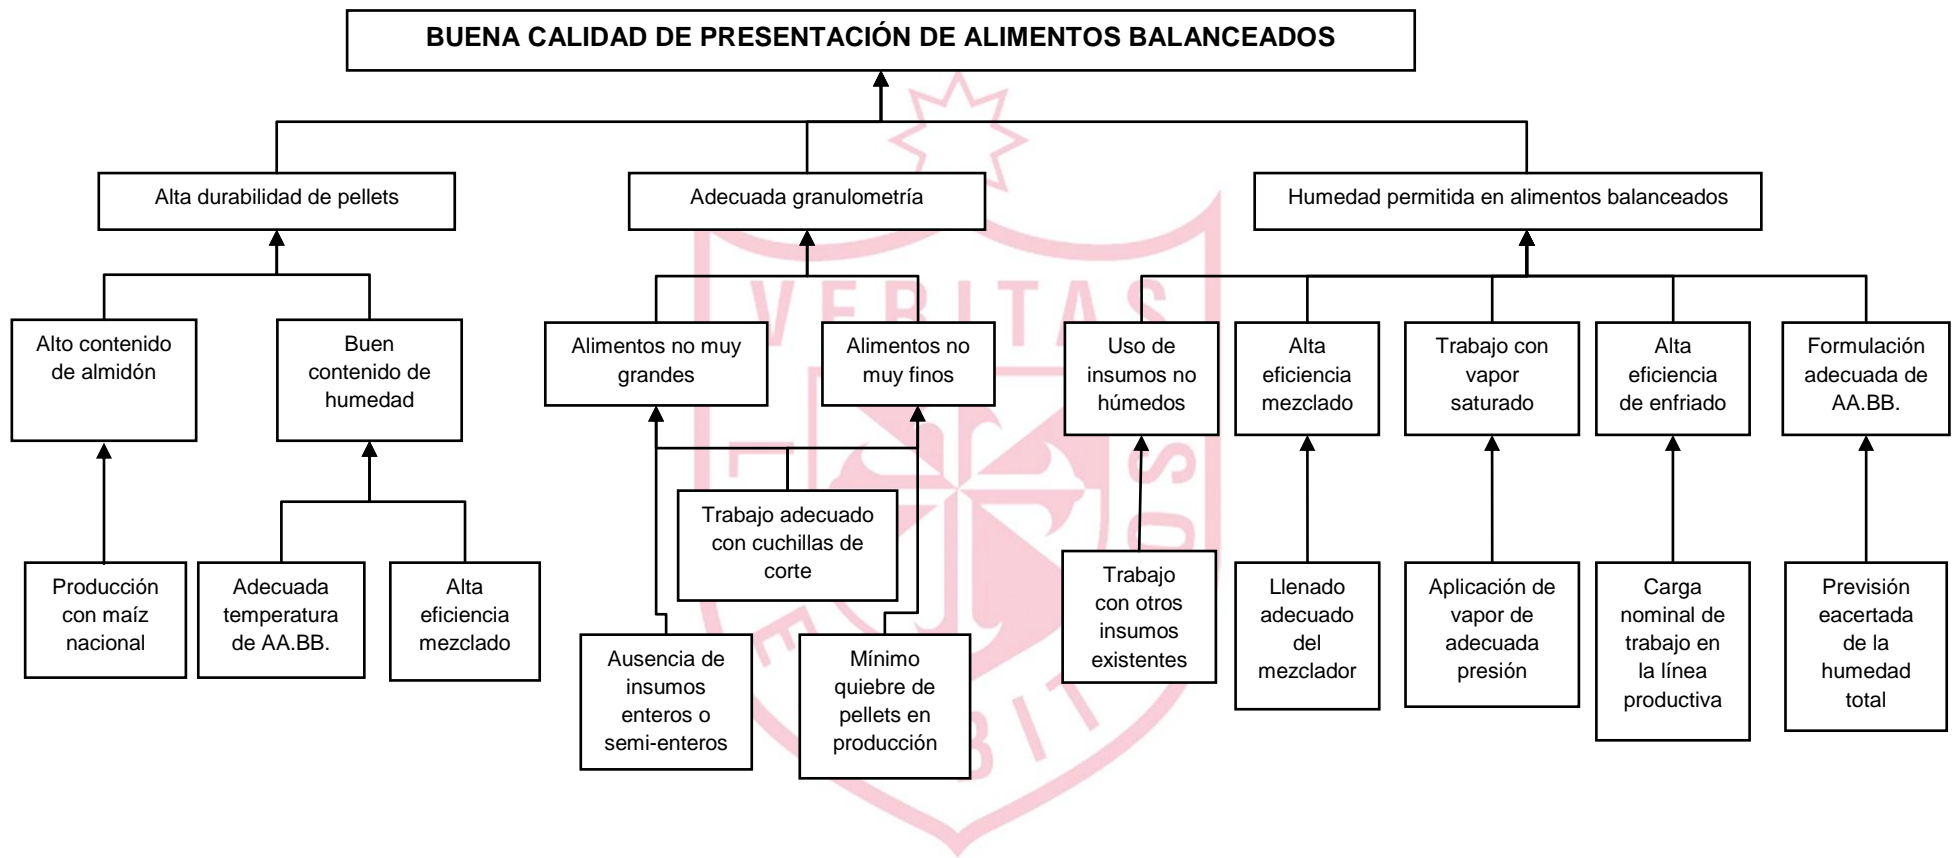 BUENA CALIDAD DE PRESENTACIÓN DE ALIMENTOS BALANCEADOS
Alta durabilidad de pellets
Adecuada granulometría
Humedad permitida en alimentos balanceados
Alto contenido
de almidón
Buen
contenido de
humedad
Alimentos no muy
grandes
Alimentos no
muy finos
Uso de
insumos no
húmedos
Alta
eficiencia
mezclado
Trabajo con
vapor
saturado
Alta
eficiencia
de enfriado
Formulación
adecuada de
AA.BB.
Trabajo adecuado
con cuchillas de
corte
Producción
con maíz
nacional
Adecuada
temperatura
de AA.BB.
Alta
eficiencia
mezclado
Ausencia de
insumos
enteros o
semi-enteros
Mínimo
quiebre de
pellets en
producción
Trabajo
con otros
insumos
existentes
Llenado
adecuado
del
mezclador
Aplicación de
vapor de
adecuada
presión
Carga
nominal de
trabajo en
la línea
productiva
Previsión
eacertada
de la
humedad
total
VERITAS